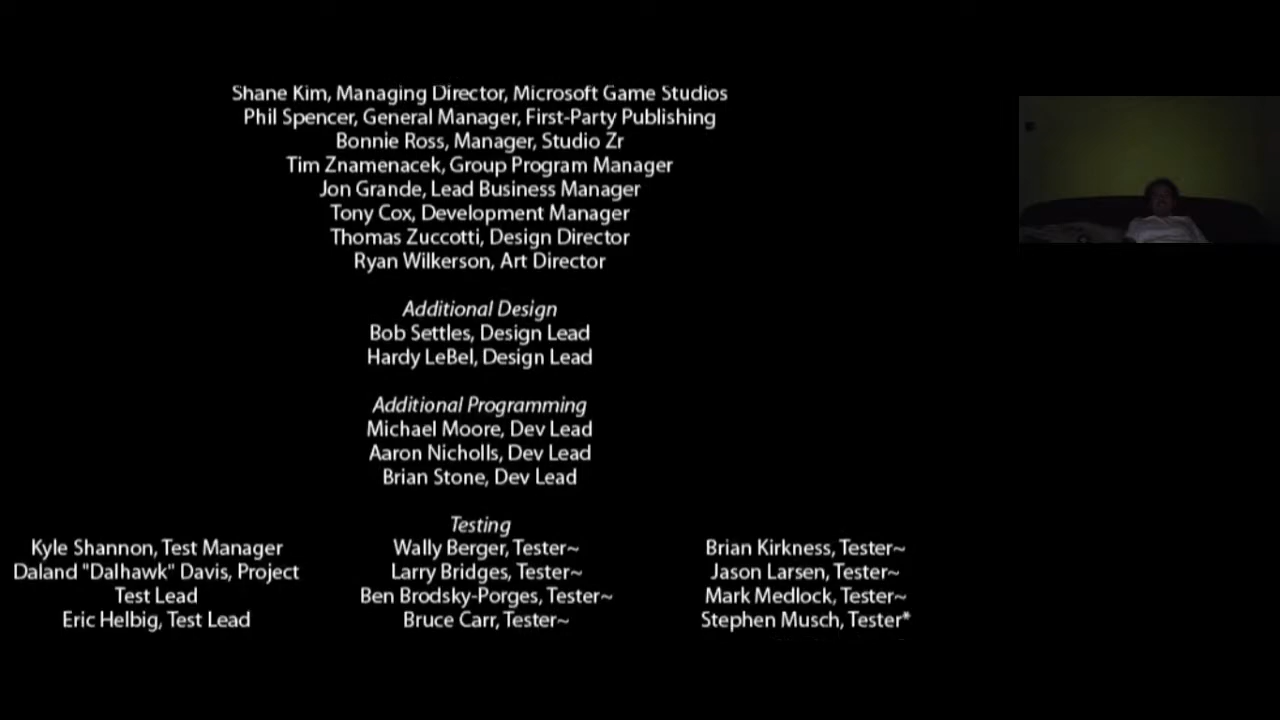 Shane Kim, Managing Director, Microsoft Game Studios
Phil Spencer, General Manager, First-Party Publishing
Bonnie Ross, Manager, Studio Zr
Tim Znamenacek, Group Program Manager
Jon Grande, Lead Business Manager
Tony Cox, Development Manager
Thomas Zuccotti, Design Director
Ryan Wilkerson, Art Director
Additional Design
Bob Settles, Design Lead
Hardy LeBel, Design Lead
Additional Programming
Michael Moore, Dev Lead
Aaron Nicholls, Dev Lead
Brian Stone, Dev Lead
Testing
Kyle Shannon, Test Manager
Daland "Dalhawk" Davis, Project
Test Lead
Eric Helbig, Test Lead
Wally Berger, Tester~
Larry Bridges, Tester~
Ben Brodsky-Porges, Tester~
Bruce Carr, Tester~
Brian Kirkness, Tester~
Jason Larsen, Tester~
Mark Medlock, Tester~
Stephen Musch, Tester*